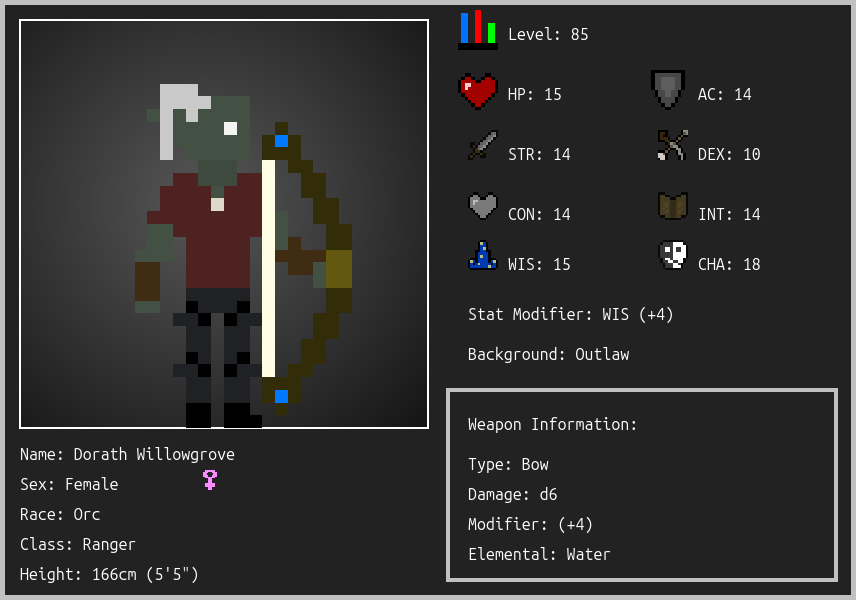 Level: 85
HP: 15
AC: 14
STR: 14
DEX: 10
CON: 14
INT: 14
WIS: 15
CHA: 18
Stat Modifier: WIS (+4)
Background: Outlaw
Weapon Information:
Type: Bow
Damage: d6
Modifier: (+4)
Elemental: Water
Name: Dorath Willowgrove
Sex: Female
Race: Orc
Class: Ranger
Height: 166cm (5'5")